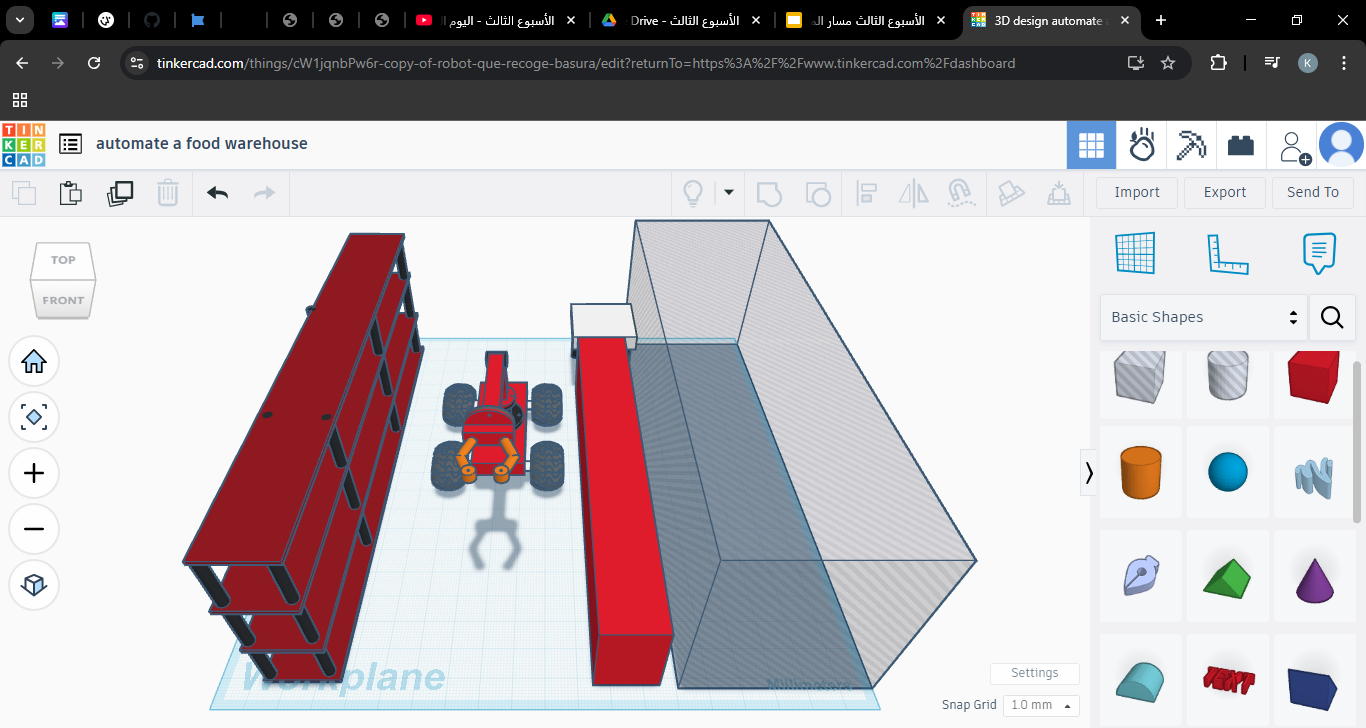 الأسبوع الثالث - اليوم ا
الأسبوع الثالث - Drive
الأسبوع الثالث مسار الم
3D design automate a
tinkercad.com/things/cW1jqnbPw6r-copy-of-robot-que-recoge-basura/edit?returnTo=https%3A%2F%2Fwww.tinkercad.com%2Fdashboard
K
TIN
KER
CAD
automate a food warehouse
Import
Export
Send To
TOP
FRONT
Basic Shapes
TEXT
Workplane
Millimeters
Settings
Snap Grid
1.0 mm